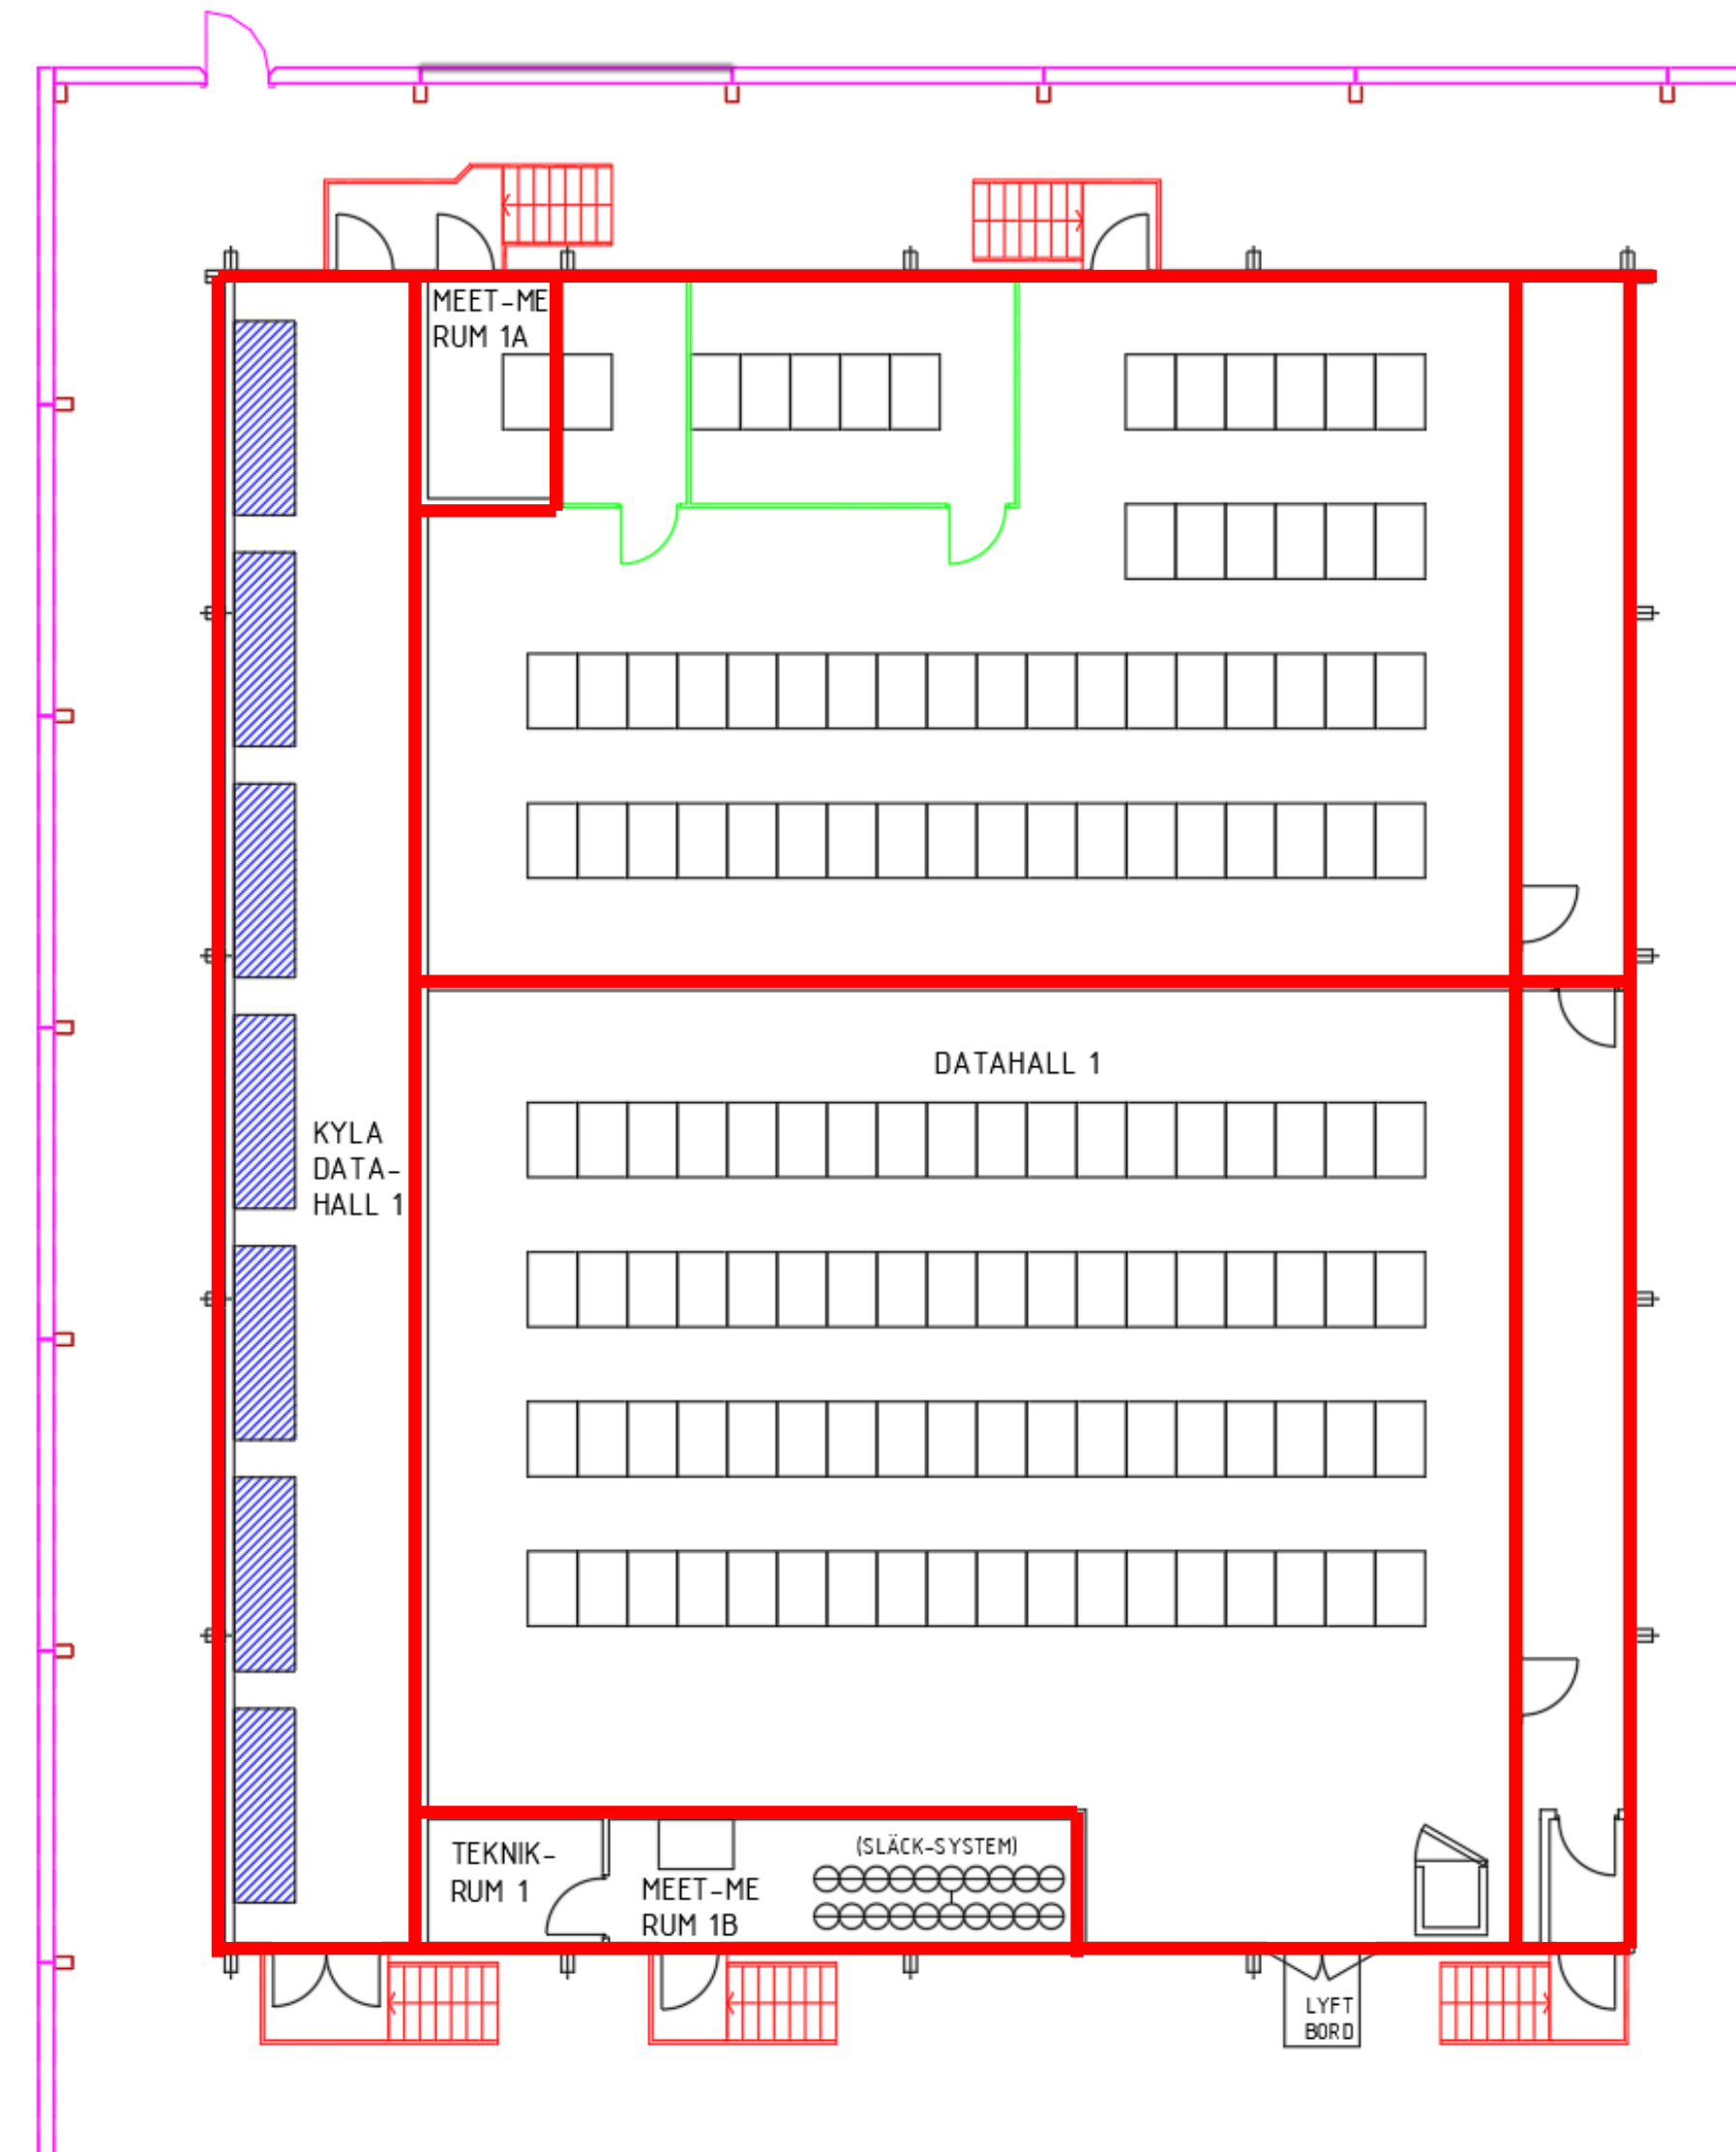 MEET-ME
RUM 1A
DATAHALL 1
KYLA
DATA-
HALL 1
TEKNIK-
RUM 1
MEET-ME
RUM 1B
(SLÄCK-SYSTEM)
LYFT
BORD